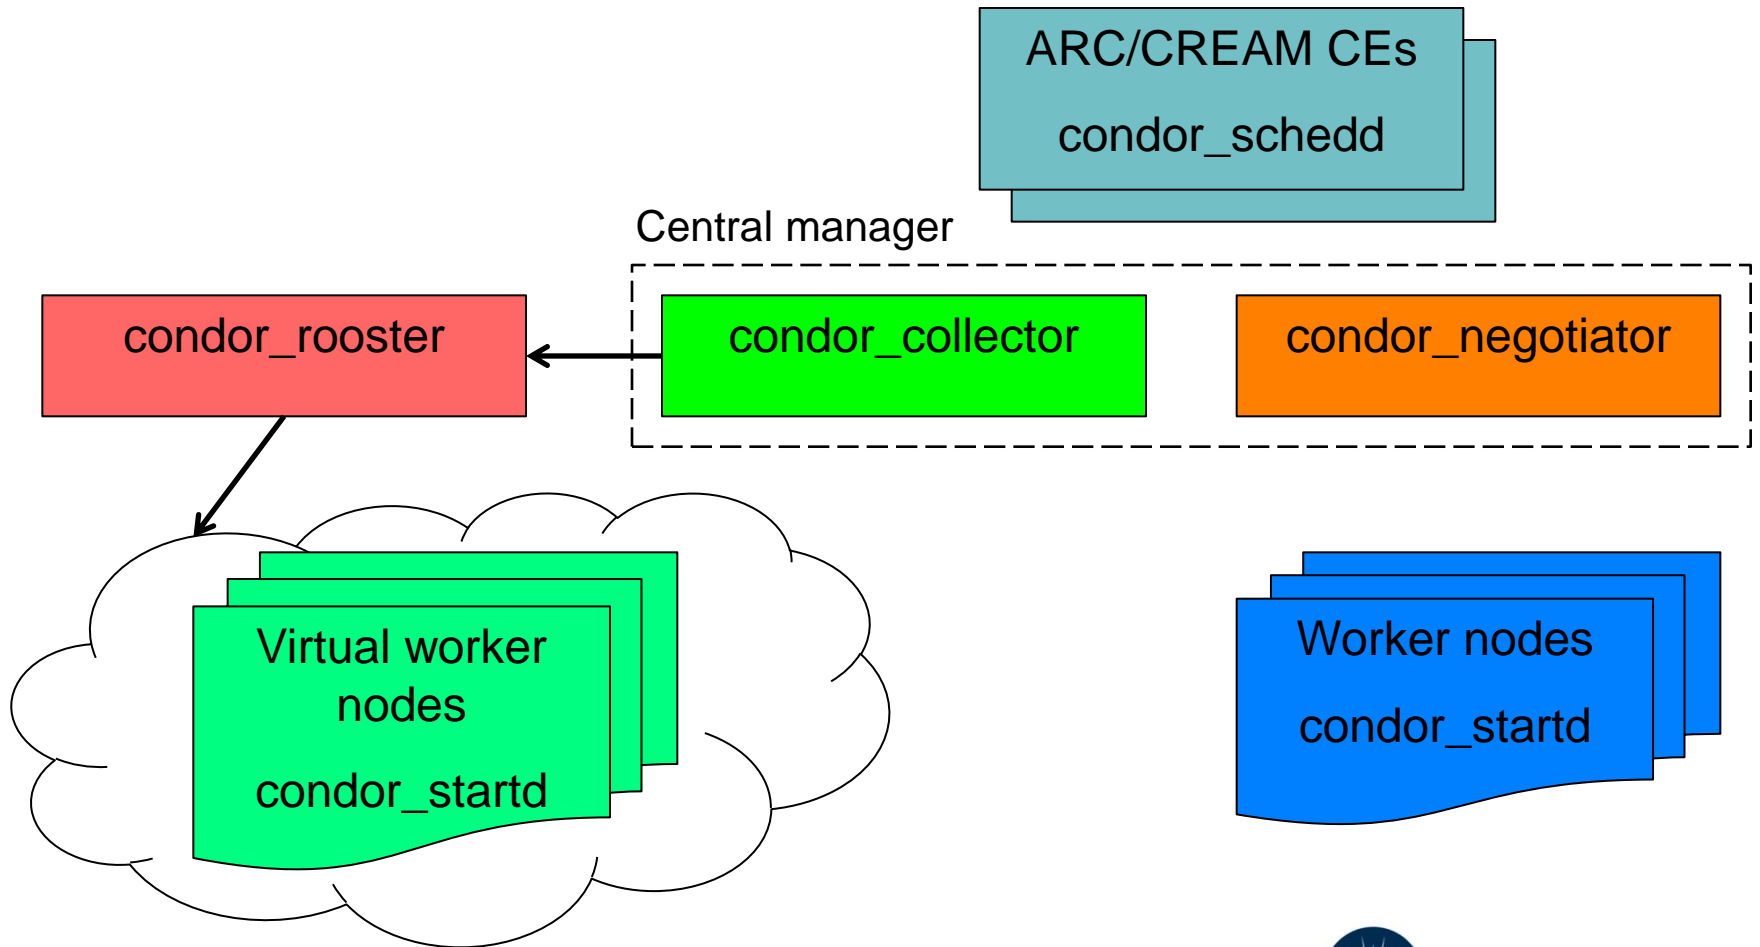 ARC/CREAM CEs
condor_schedd
Central manager
condor_rooster
condor_collector
condor_negotiator
Virtual worker
nodes
condor_startd
Worker nodes
condor_startd